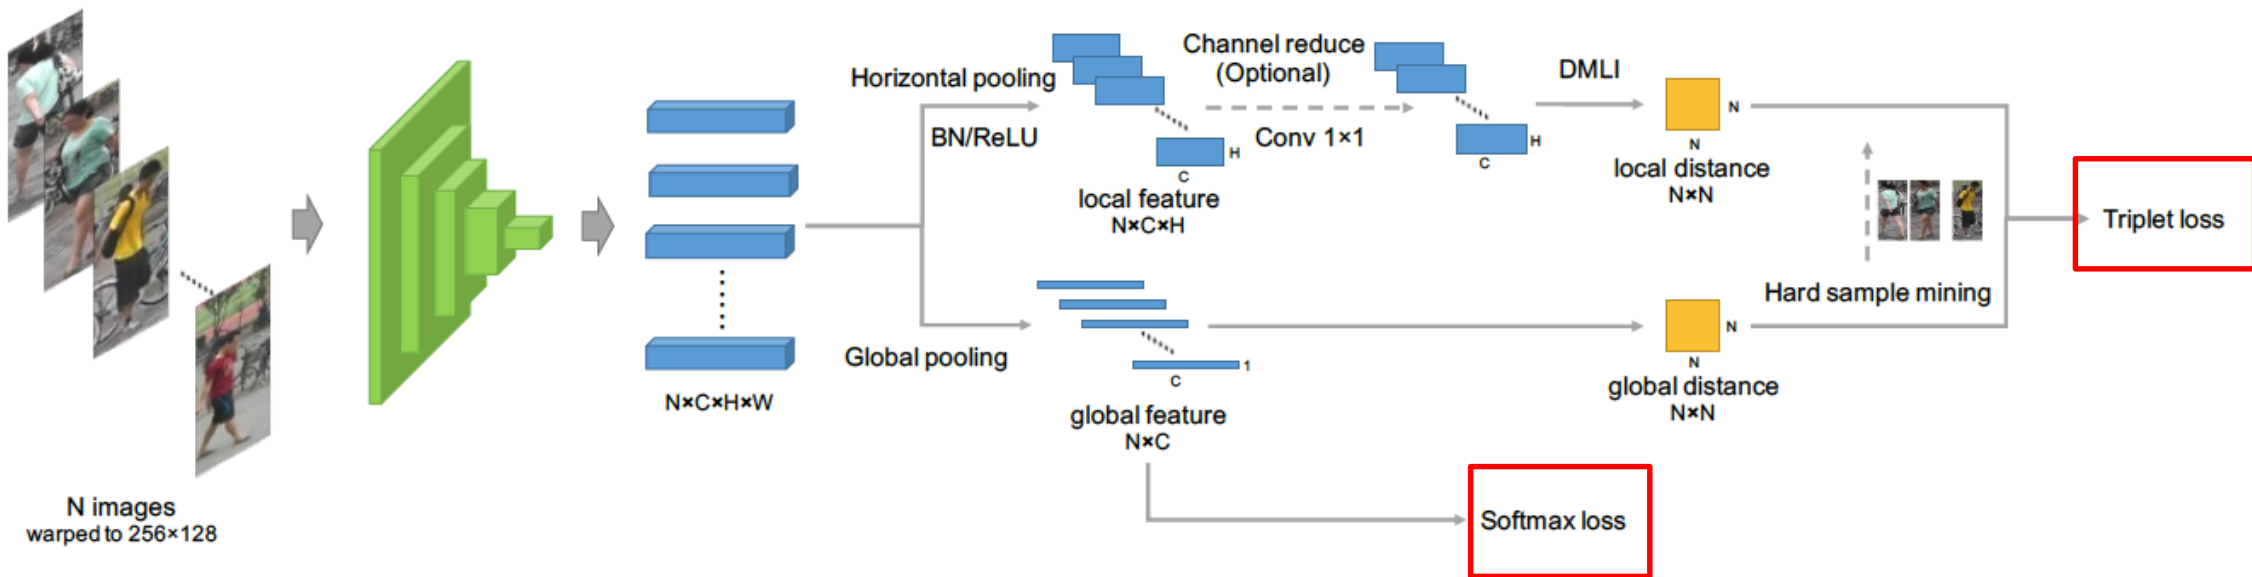 N images
warped to 256×128
N×C×H×W
Horizontal pooling
BN/ReLU
Global pooling
H
C
local feature
N×C×H
Channel reduce
(Optional)
Conv 1×1
H
C
DMLI
N
N
local distance
N×N
1
C
global feature
N×C
Hard sample mining
N
N
global distance
N×N
Triplet loss
Softmax loss